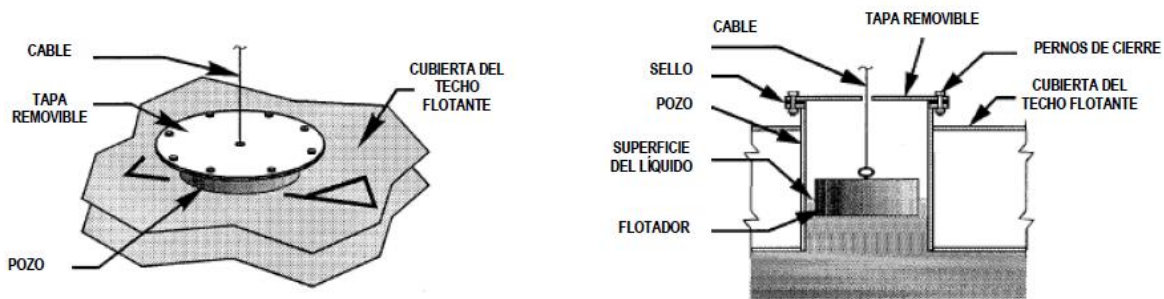 CABLE
TAPA
REMOVIBLE
CUBIERTA DEL
TECHO
FLOTANTE
POZO
CABLE
TAPA REMOVIBLE
PERNOS DE CIERRE
SELLO
CUBIERTA DEL
TECHO FLOTANTE
POZO
SUPERFICIE
DEL LÍQUIDO
FLOTADOR